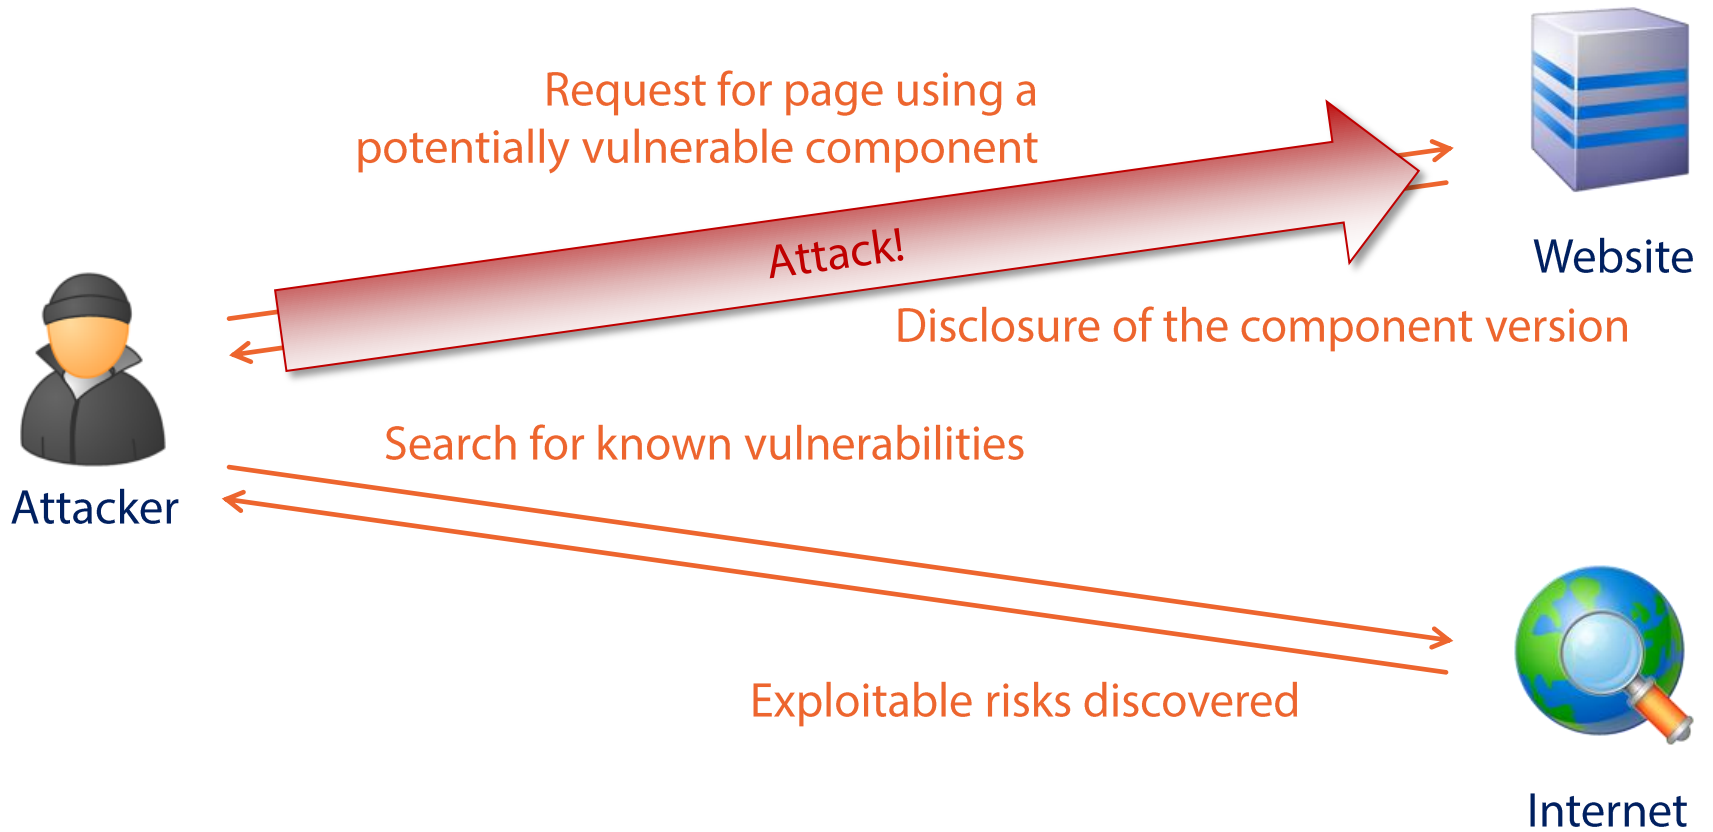 Request for page using a
potentially vulnerable component
Attack!
Website
Disclosure of the component version
Search for known vulnerabilities
Attacker
Exploitable risks discovered
Internet